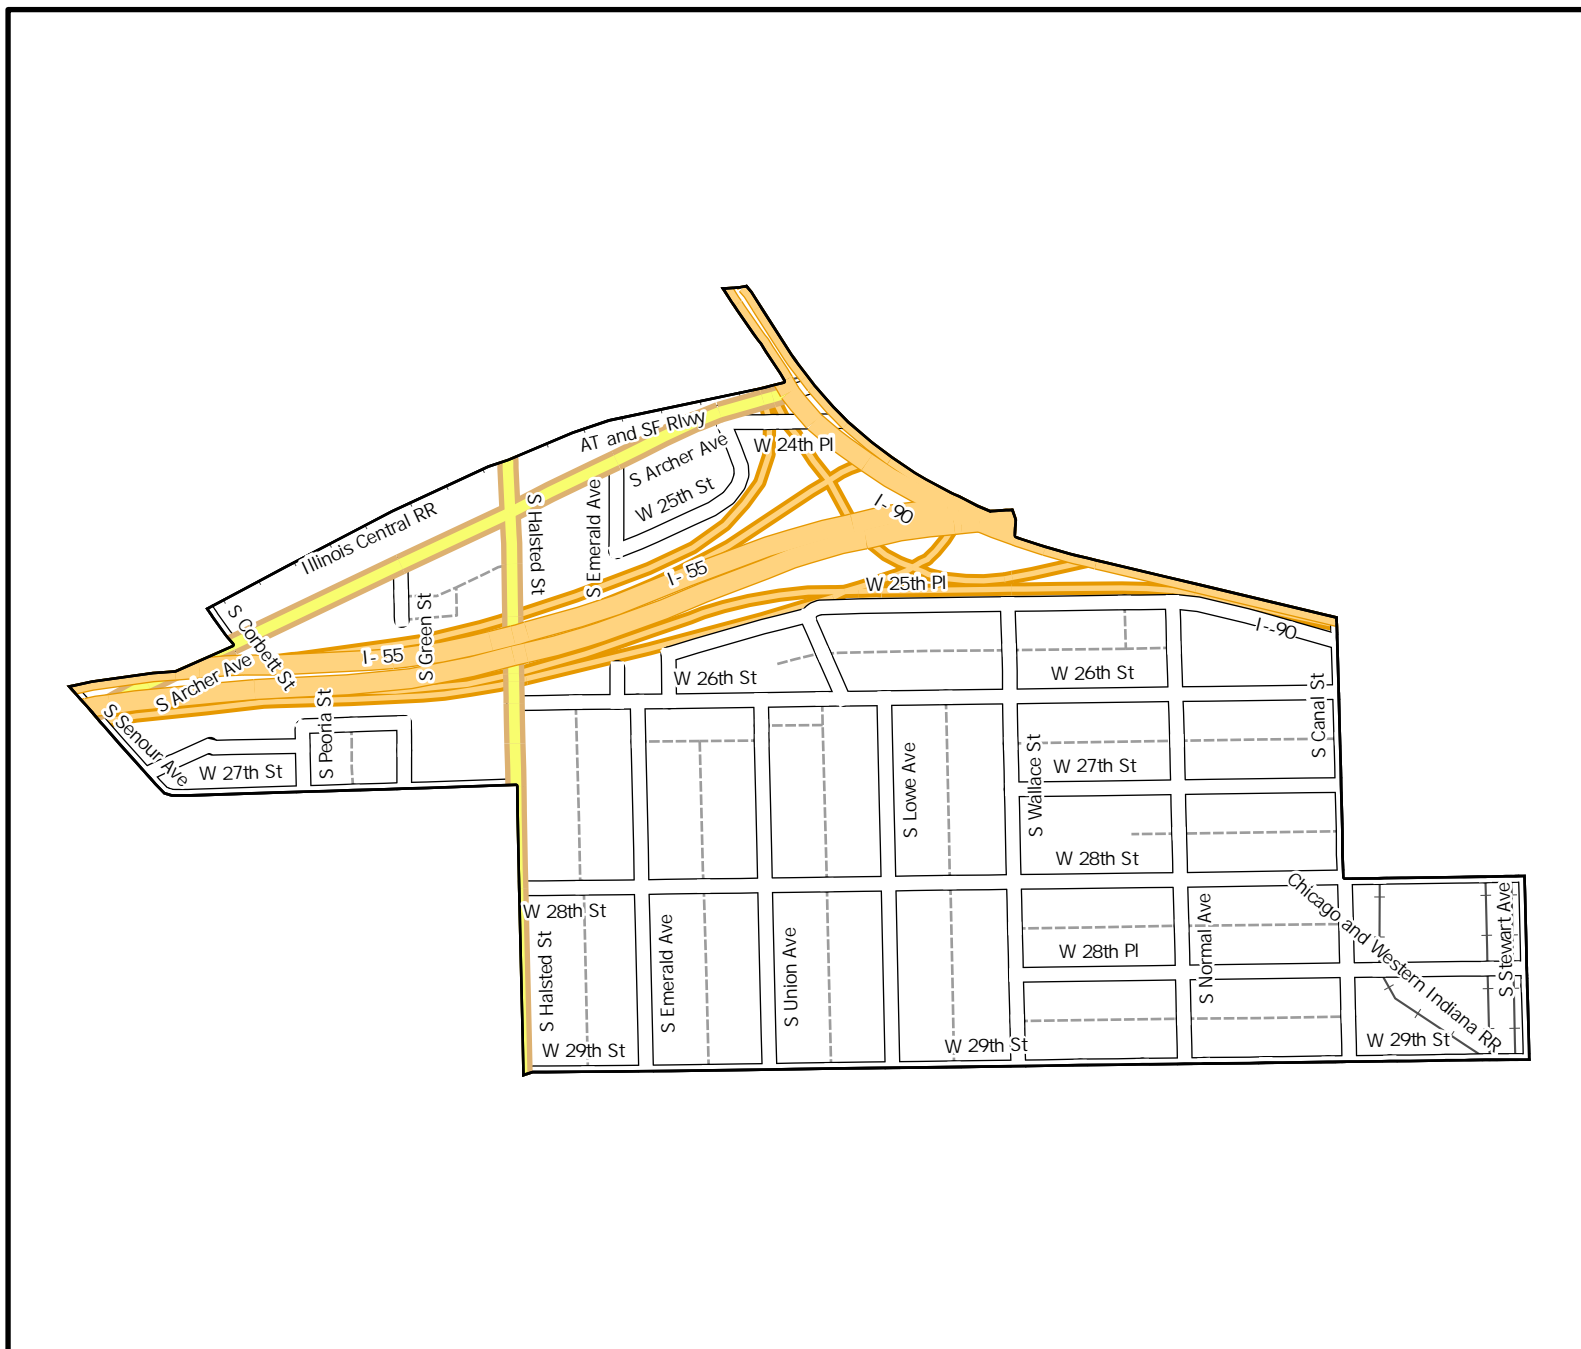 AT and SF Rlwy
W 24th Pl
S Archer Ave
W 25th St
S Halsted St
S Emerald Ave
Illinois Central RR
I - 90
I - 55
W 25th Pl
S Green St
S Corbett St
I - 55
I --90
S Archer Ave
W 26th St
W 26th St
S Senour Ave
S Peoria St
S Canal St
W 27th St
S Lowe Ave
S Wallace St
W 27th St
W 28th St
W 28th St
S Halsted St
S Emerald Ave
S Union Ave
W 28th Pl
S Normal Ave
Chicago and Western Indiana RR
S Stewart Ave
W 29th St
W 29th St
W 29th St